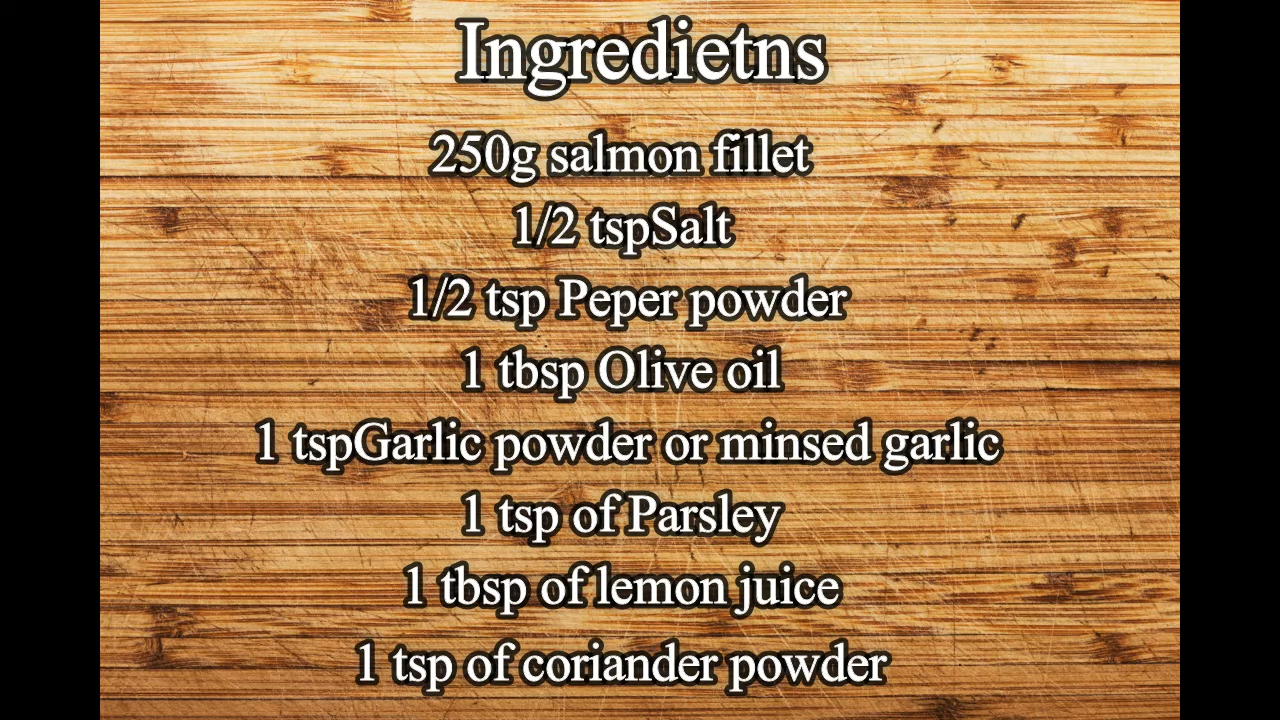 Ingredietns
250g salmon fillet
1/2 tspSalt
1/2 tsp Peper powder
1 tbsp Olive oil
1 tspGarlic powder or minsed garlic
1 tsp of Parsley
1 tbsp of lemon juice
1 tsp of coriander powder